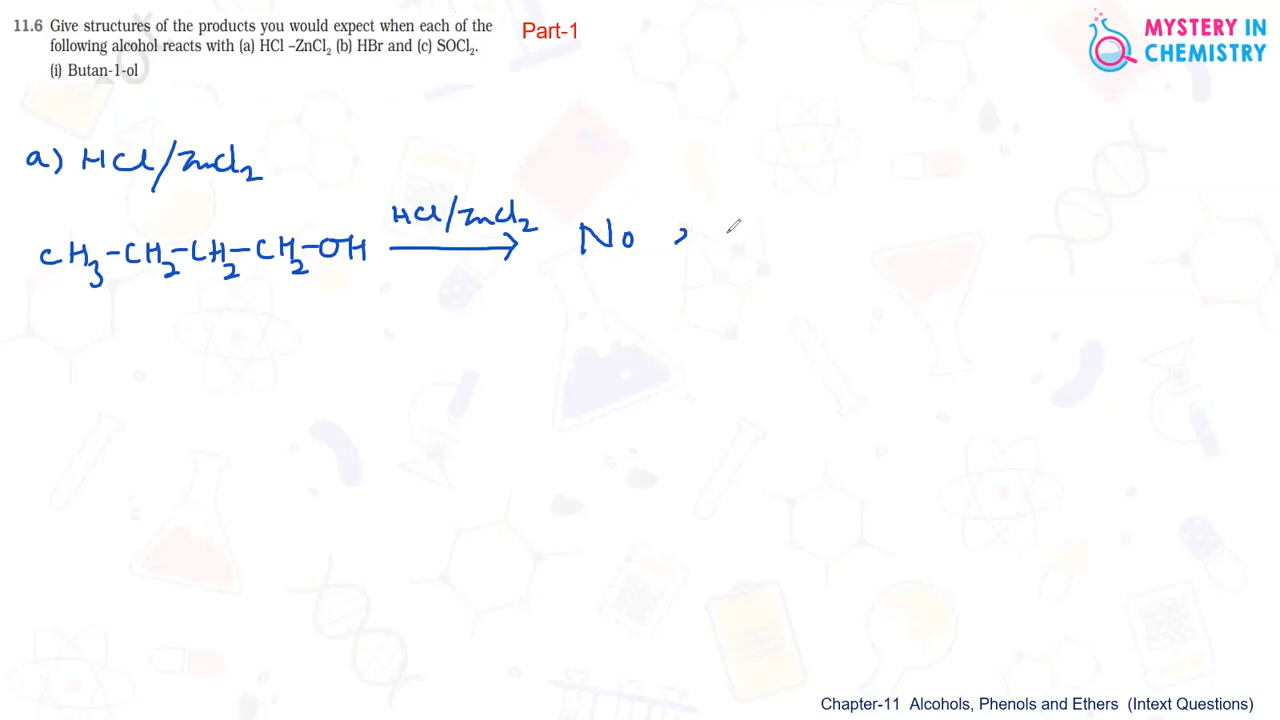 11.6 Give structures of the products you would expect when each of the
following alcohol reacts with (a) HCl –ZnCl₂ (b) HBr and (c) SOCl₂.
(i) Butan-1-ol
Part-1
MYSTERY IN
CHEMISTRY
a) HCl/ZnCl₂
CH₃-CH₂-CH₂-CH₂-OH
HCl/ZnCl₂
No
Chapter-11 Alcohols, Phenols and Ethers (Intext Questions)